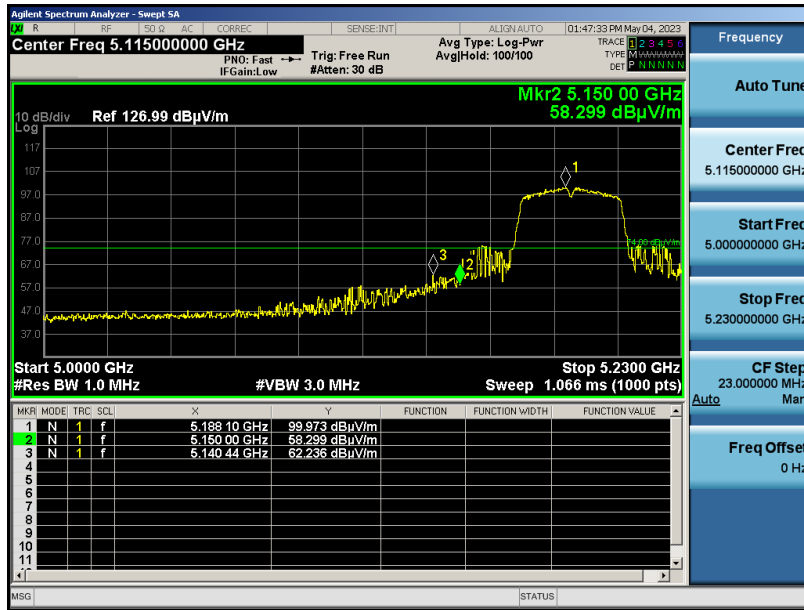 Agilent Spectrum Analyzer - Swept SA
LXI R RF 50 Ω AC CORREC SENSE:INT ALIGN AUTO 01:47:33 PM May 04, 2023
Center Freq 5.115000000 GHz
PNO: Fast
IFGain:Low
Trig: Free Run
#Atten: 30 dB
Avg Type: Log-Pwr
Avg|Hold: 100/100
TRACE 1 2 3 4 5 6
TYPE M WWWWW
DET P N N N N N
Mkr2 5.150 00 GHz
58.299 dBµV/m
10 dB/div Ref 126.99 dBµV/m
Log
117
107
97.0
87.0
77.0
67.0
57.0
47.0
37.0
1
2
3
74.00 dBµV/m
Start 5.0000 GHz Stop 5.2300 GHz
#Res BW 1.0 MHz #VBW 3.0 MHz Sweep 1.066 ms (1000 pts)
MKR MODE TRC SCL X Y FUNCTION FUNCTION WIDTH FUNCTION VALUE
1 N 1 f 5.188 10 GHz 99.973 dBµV/m
2 N 1 f 5.150 00 GHz 58.299 dBµV/m
3 N 1 f 5.140 44 GHz 62.236 dBµV/m
4
5
6
7
8
9
10
11
MSG STATUS
Frequency
Auto Tune
Center Freq
5.115000000 GHz
Start Freq
5.000000000 GHz
Stop Freq
5.230000000 GHz
CF Step
23.000000 MHz
Auto Man
Freq Offset
0 Hz